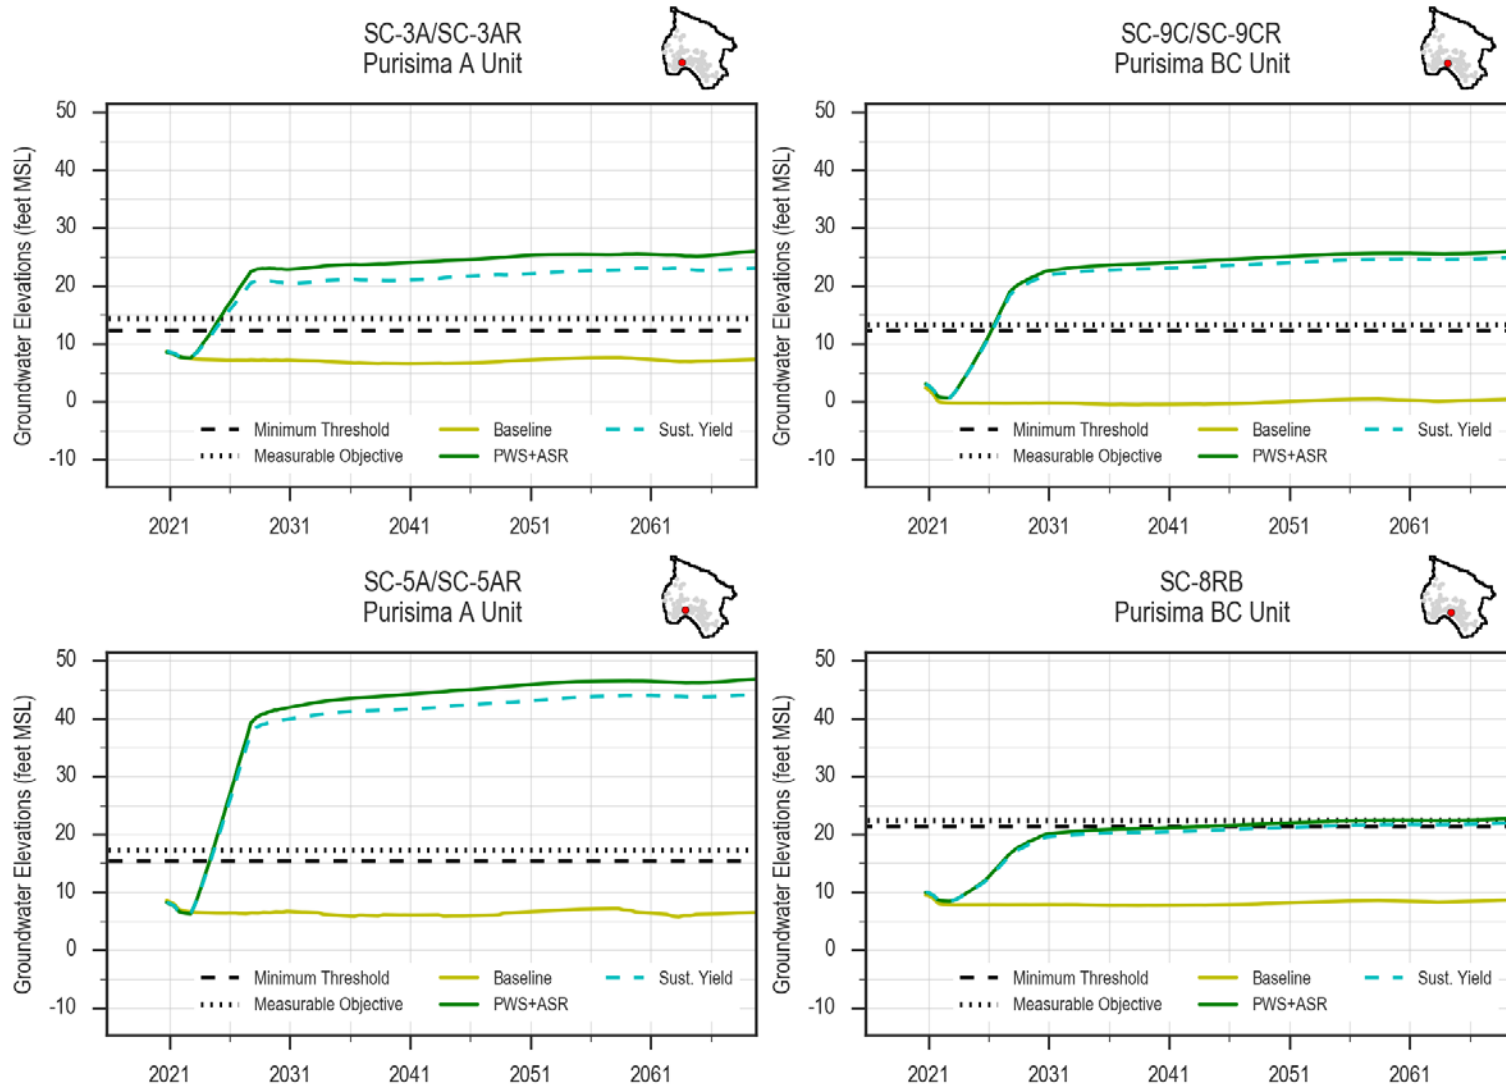 SC-3A/SC-3AR
Purisima A Unit
Groundwater Elevations (feet MSL)
50
40
30
20
10
0
-10
Minimum Threshold
Measurable Objective
Baseline
PWS+ASR
Sust. Yield
2021
2031
2041
2051
2061
SC-9C/SC-9CR
Purisima BC Unit
Groundwater Elevations (feet MSL)
50
40
30
20
10
0
-10
Minimum Threshold
Measurable Objective
Baseline
PWS+ASR
Sust. Yield
2021
2031
2041
2051
2061
SC-5A/SC-5AR
Purisima A Unit
Groundwater Elevations (feet MSL)
50
40
30
20
10
0
-10
Minimum Threshold
Measurable Objective
Baseline
PWS+ASR
Sust. Yield
2021
2031
2041
2051
2061
SC-8RB
Purisima BC Unit
Groundwater Elevations (feet MSL)
50
40
30
20
10
0
-10
Minimum Threshold
Measurable Objective
Baseline
PWS+ASR
Sust. Yield
2021
2031
2041
2051
2061